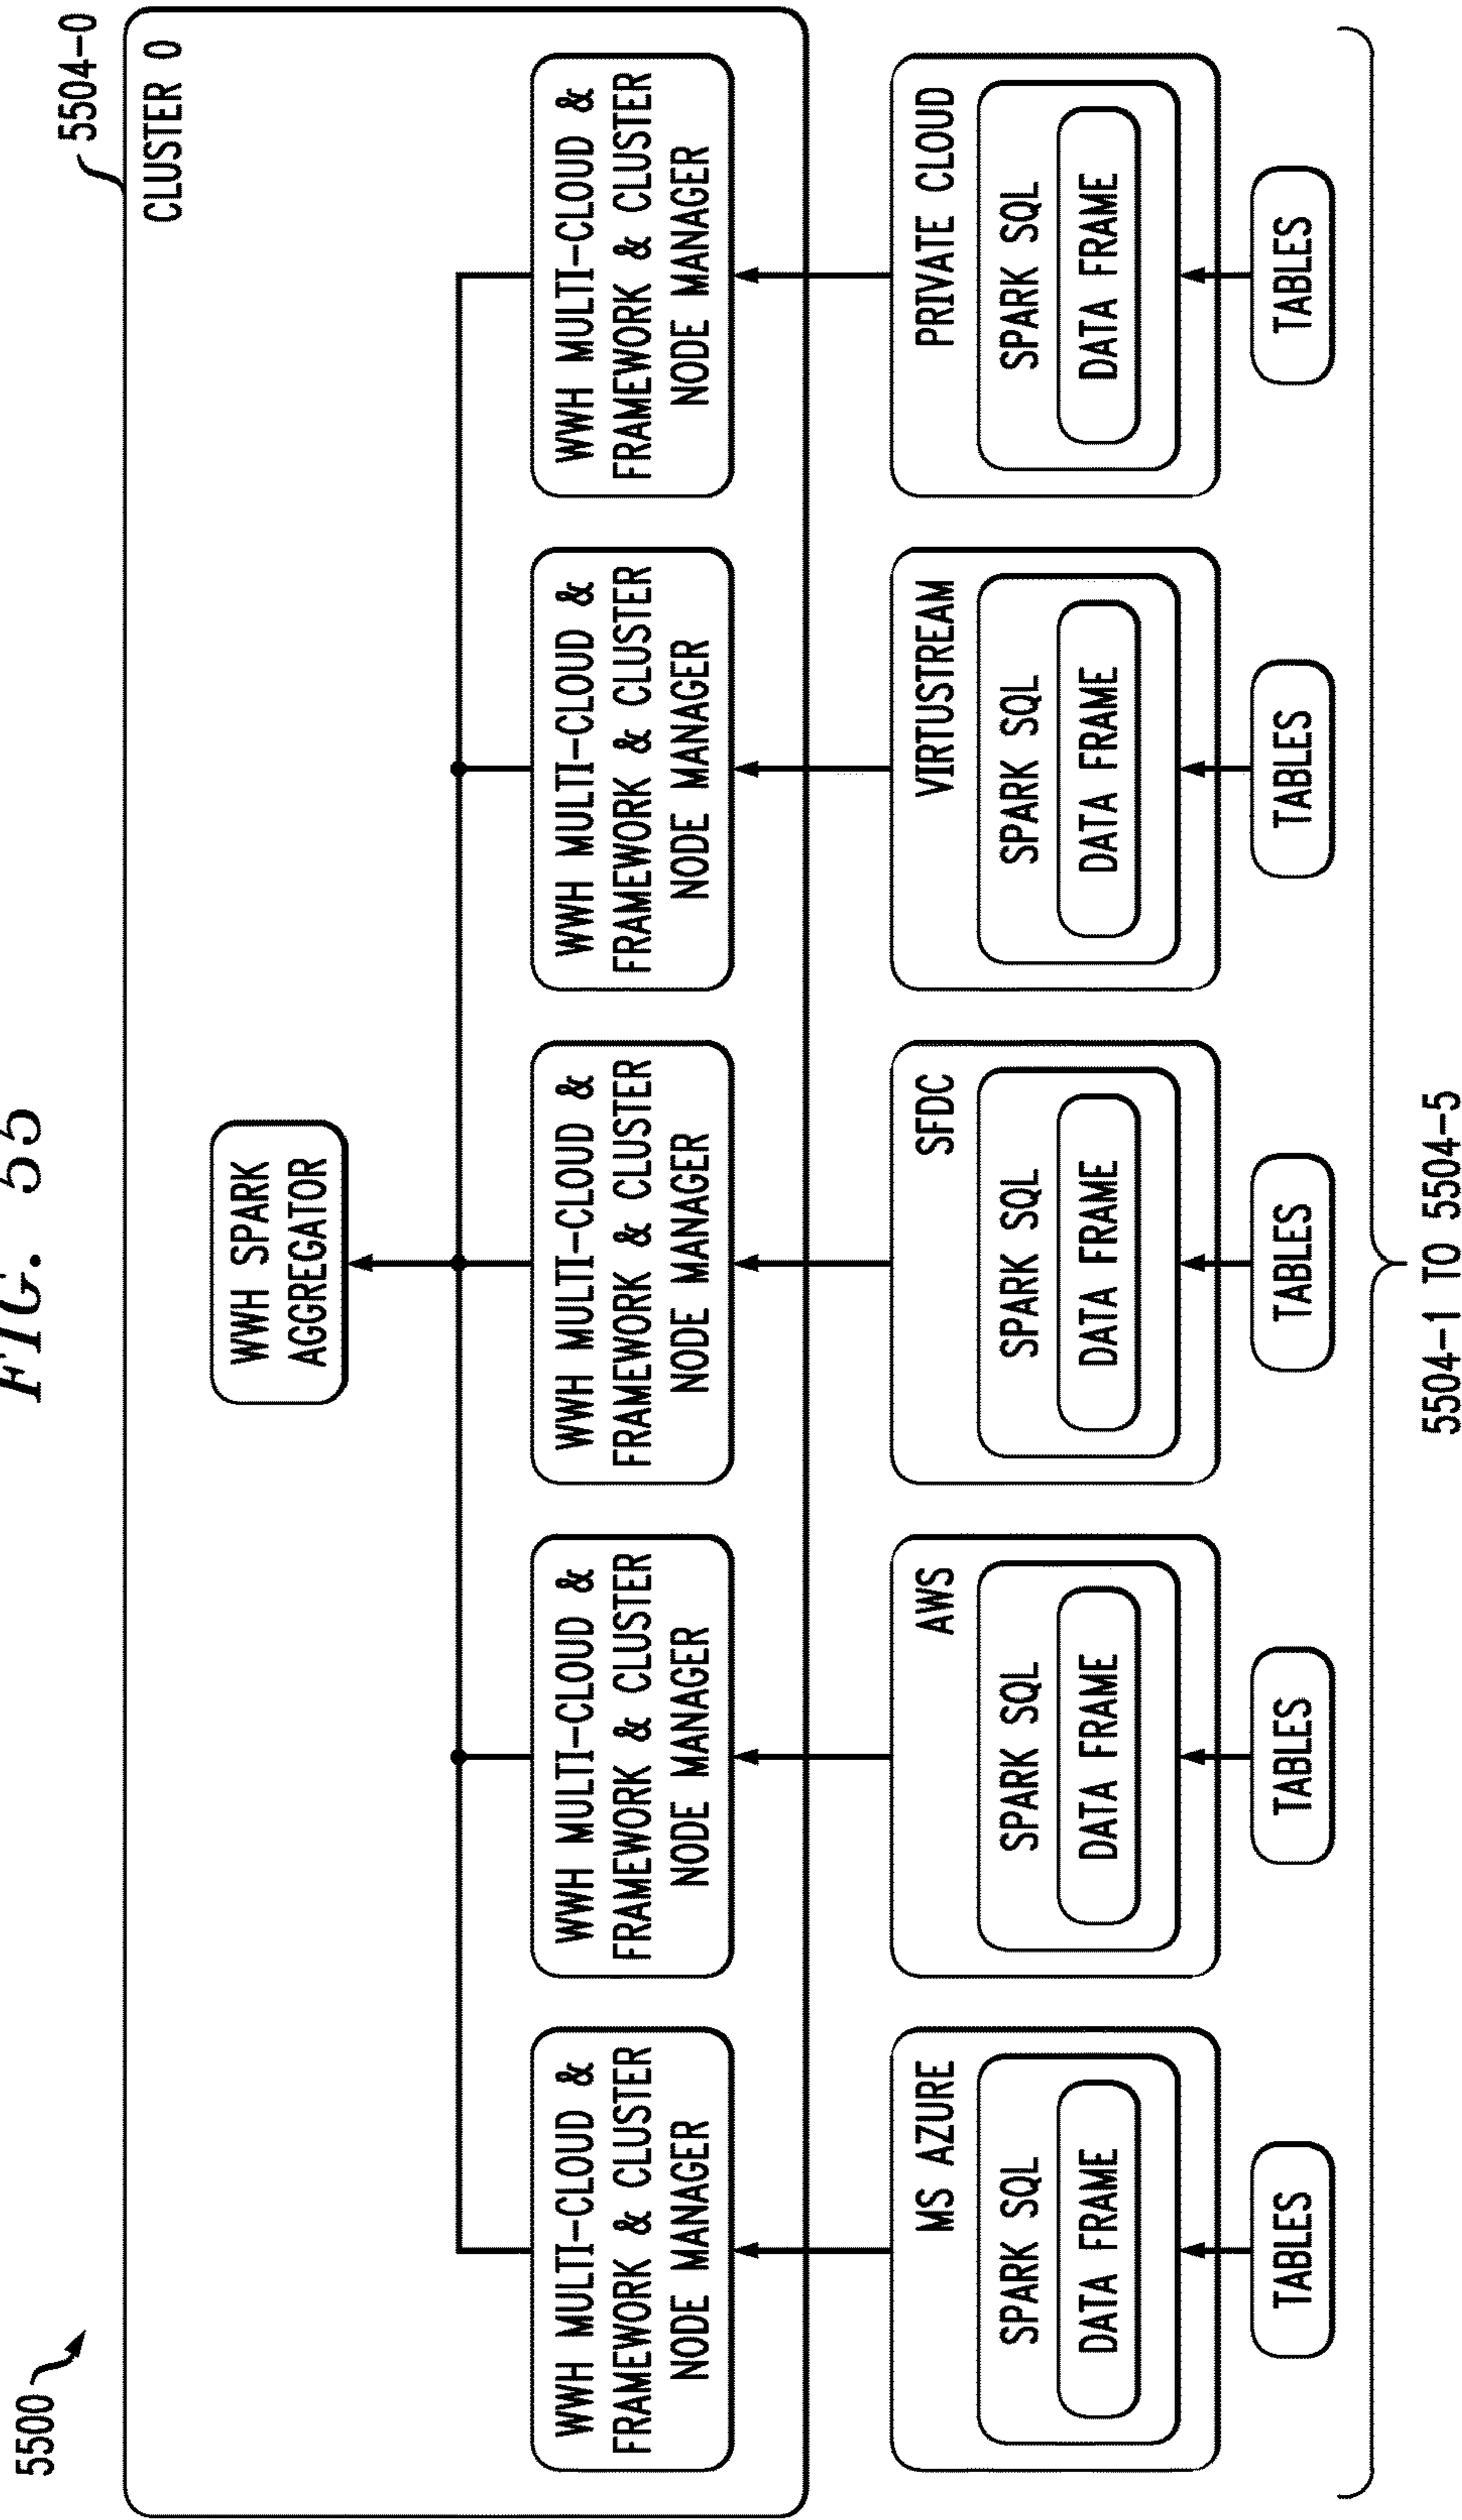 FIG. 55
5500
5504-0
CLUSTER 0
WWH SPARK
AGGREGATOR
WWH MULTI-CLOUD &
FRAMEWORK & CLUSTER
NODE MANAGER
WWH MULTI-CLOUD &
FRAMEWORK & CLUSTER
NODE MANAGER
WWH MULTI-CLOUD &
FRAMEWORK & CLUSTER
NODE MANAGER
WWH MULTI-CLOUD &
FRAMEWORK & CLUSTER
NODE MANAGER
WWH MULTI-CLOUD &
FRAMEWORK & CLUSTER
NODE MANAGER
MS AZURE
SPARK SQL
DATA FRAME
TABLES
AWS
SPARK SQL
DATA FRAME
TABLES
SFDC
SPARK SQL
DATA FRAME
TABLES
VIRTUSTREAM
SPARK SQL
DATA FRAME
TABLES
PRIVATE CLOUD
SPARK SQL
DATA FRAME
TABLES
5504-1 TO 5504-5